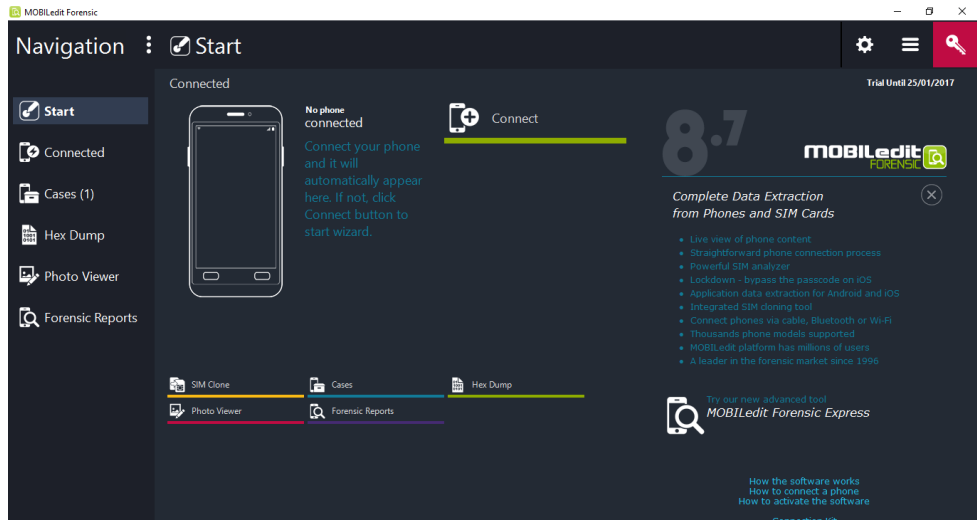 MOBILedit Forensic
Navigation
Start
Start
Connected
Cases (1)
Hex Dump
Photo Viewer
Forensic Reports
Connected
No phone
connected
Connect your phone
and it will
automatically appear
here. If not, click
Connect button to
start wizard.
Connect
SIM Clone
Cases
Hex Dump
Photo Viewer
Forensic Reports
Trial Until 25/01/2017
8.7
MOBILedit
FORENSIC
Complete Data Extraction
from Phones and SIM Cards
Live view of phone content
Straightforward phone connection process
Powerful SIM analyzer
Lockdown - bypass the passcode on iOS
Application data extraction for Android and iOS
Integrated SIM cloning tool
Connect phones via cable, Bluetooth or Wi-Fi
Thousands phone models supported
MOBILedit platform has millions of users
A leader in the forensic market since 1996
Try our new advanced tool
MOBILedit Forensic Express
How the software works
How to connect a phone
How to activate the software
Connection Kit